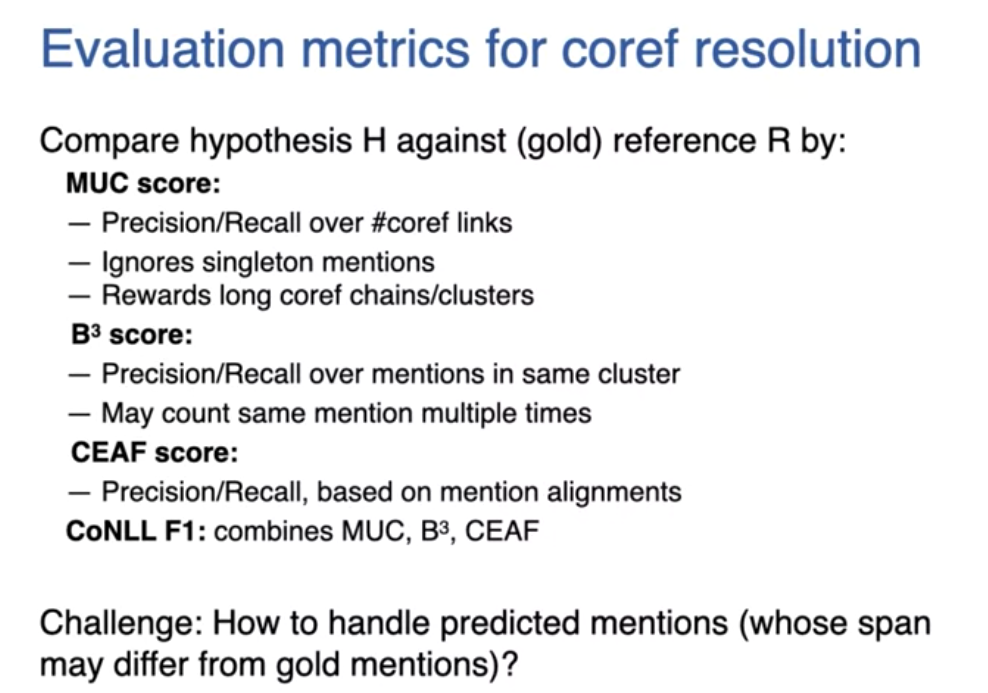 Evaluation metrics for coref resolution
Compare hypothesis H against (gold) reference R by:
MUC score:
— Precision/Recall over #coref links
— Ignores singleton mentions
— Rewards long coref chains/clusters
B³ score:
— Precision/Recall over mentions in same cluster
— May count same mention multiple times
CEAF score:
— Precision/Recall, based on mention alignments
CoNLL F1: combines MUC, B³, CEAF
Challenge: How to handle predicted mentions (whose span
may differ from gold mentions)?